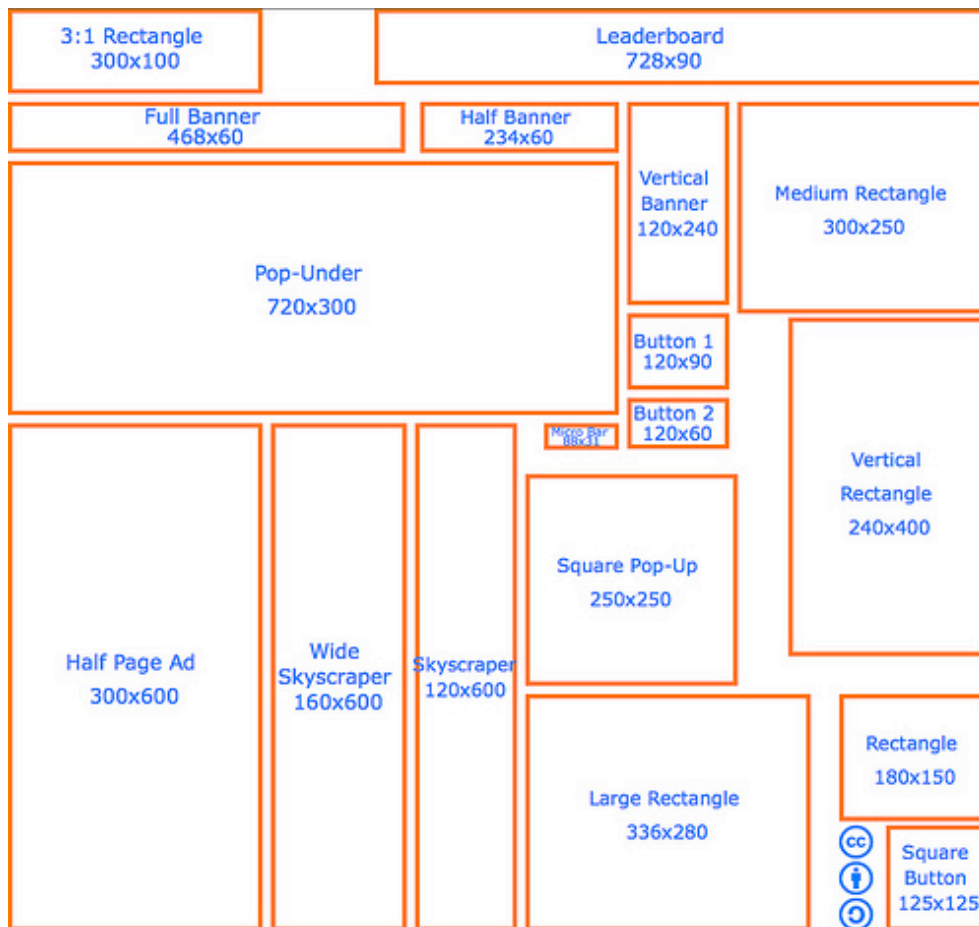 3:1 Rectangle
300x100
Leaderboard
728x90
Full Banner
468x60
Half Banner
234x60
Vertical
Banner
120x240
Medium Rectangle
300x250
Pop-Under
720x300
Button 1
120x90
Button 2
120x60
Micro Bar
88x31
Vertical
Rectangle
240x400
Square Pop-Up
250x250
Half Page Ad
300x600
Wide
Skyscraper
160x600
Skyscraper
120x600
Rectangle
180x150
Large Rectangle
336x280
cc
Square
Button
125x125